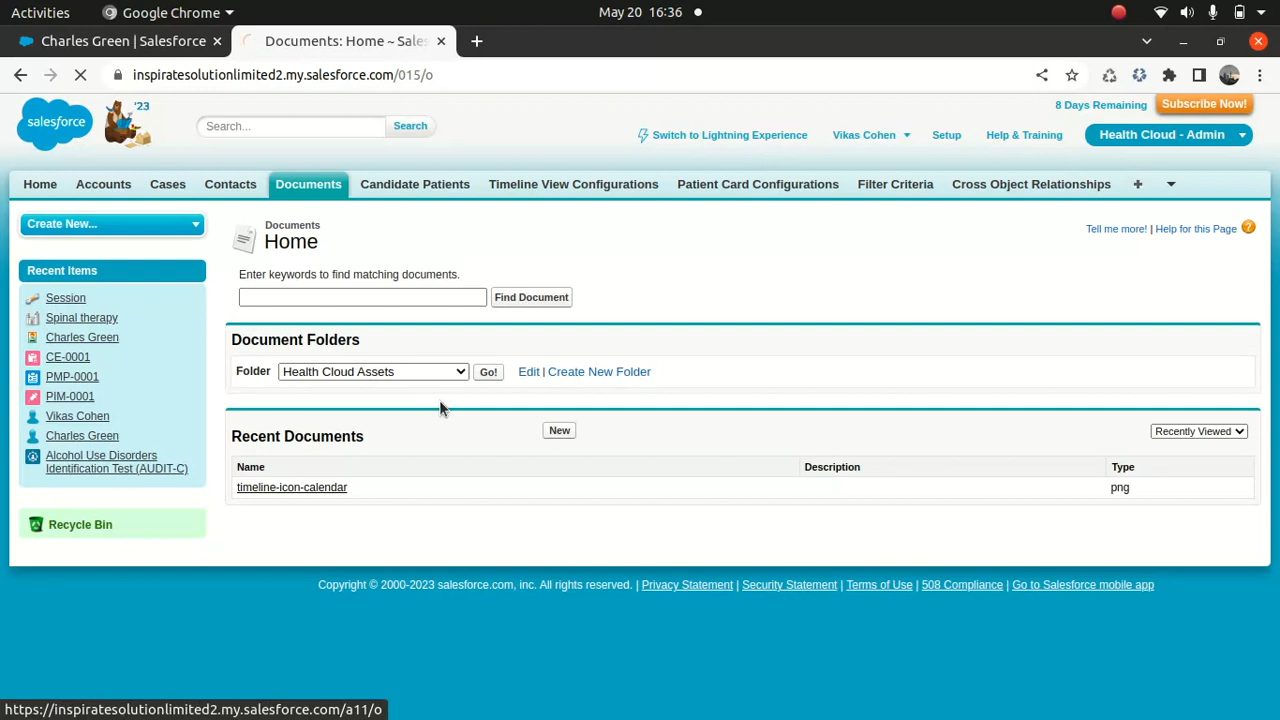 Activities Google Chrome May 20 16:36
Charles Green | Salesforce Documents: Home ~ Sales
inspiratesolutionlimited2.my.salesforce.com/015/o
salesforce '23 Search... Search 8 Days Remaining Subscribe Now!
Switch to Lightning Experience Vikas Cohen Setup Help & Training Health Cloud - Admin
Home Accounts Cases Contacts Documents Candidate Patients Timeline View Configurations Patient Card Configurations Filter Criteria Cross Object Relationships
Create New...
Recent Items
Session
Spinal therapy
Charles Green
CE-0001
PMP-0001
PIM-0001
Vikas Cohen
Charles Green
Alcohol Use Disorders
Identification Test (AUDIT-C)
Recycle Bin
Documents
Home
Tell me more! | Help for this Page
Enter keywords to find matching documents.
Find Document
Document Folders
Folder Health Cloud Assets Go! Edit | Create New Folder
Recent Documents New Recently Viewed
Name Description Type
timeline-icon-calendar png
Copyright © 2000-2023 salesforce.com, inc. All rights reserved. | Privacy Statement | Security Statement | Terms of Use | 508 Compliance | Go to Salesforce mobile app
https://inspiratesolutionlimited2.my.salesforce.com/a11/o